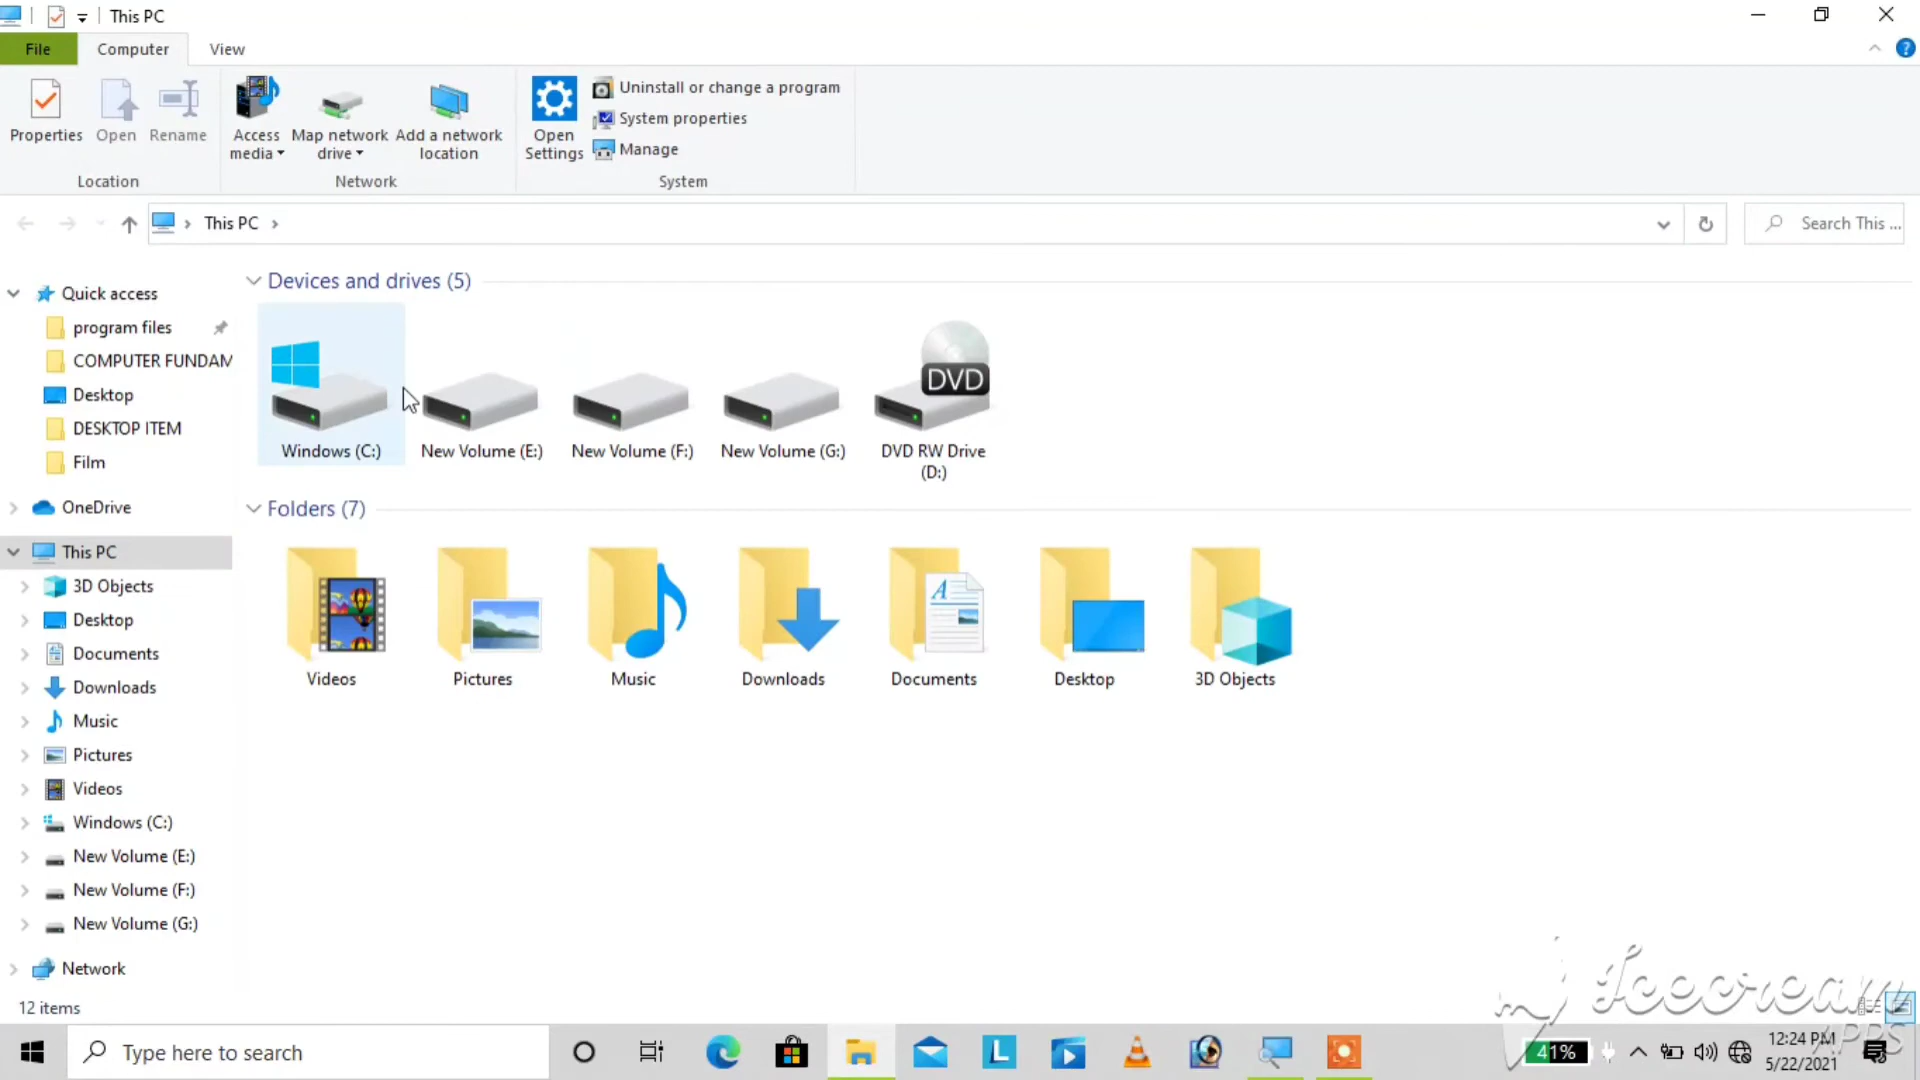 This PC
File
Computer
View
Properties
Open
Rename
Access
media
Map network
drive
Add a network
location
Open
Settings
Uninstall or change a program
System properties
Manage
Location
Network
System
This PC
Search This ...
Quick access
program files
COMPUTER FUNDAM
Desktop
DESKTOP ITEM
Film
OneDrive
This PC
3D Objects
Desktop
Documents
Downloads
Music
Pictures
Videos
Windows (C:)
New Volume (E:)
New Volume (F:)
New Volume (G:)
Network
Devices and drives (5)
DVD
Windows (C:)
New Volume (E:)
New Volume (F:)
New Volume (G:)
DVD RW Drive
(D:)
Folders (7)
Videos
Pictures
Music
Downloads
Documents
Desktop
3D Objects
12 items
Icecream
APPS
Type here to search
L
41%
12:24 PM
5/22/2021